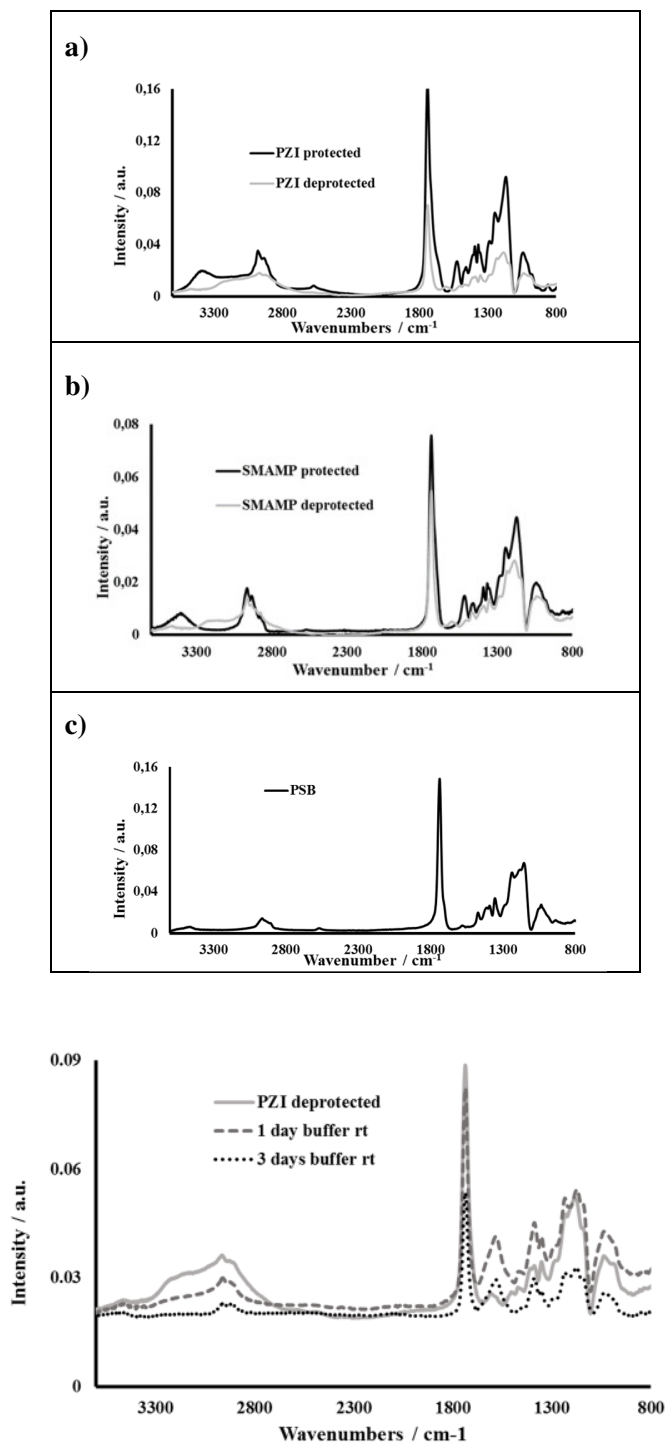 a)
0,16
0,12
0,08
0,04
0
Intensity / a.u.
PZI protected
PZI deprotected
3300 2800 2300 1800 1300 800
Wavenumbers / cm-1
b)
0,08
0,06
0,04
0,02
0
Intensity / a.u.
SMAMP protected
SMAMP deprotected
3300 2800 2300 1800 1300 800
Wavenumber / cm-1
c)
0,16
0,12
0,08
0,04
0
Intensity / a.u.
PSB
3300 2800 2300 1800 1300 800
Wavenumber / cm-1
0.09
0.06
0.03
0
Intensity / a.u.
PZI deprotected
1 day buffer rt
3 days buffer rt
3300 2800 2300 1800 1300 800
Wavenumbers / cm-1